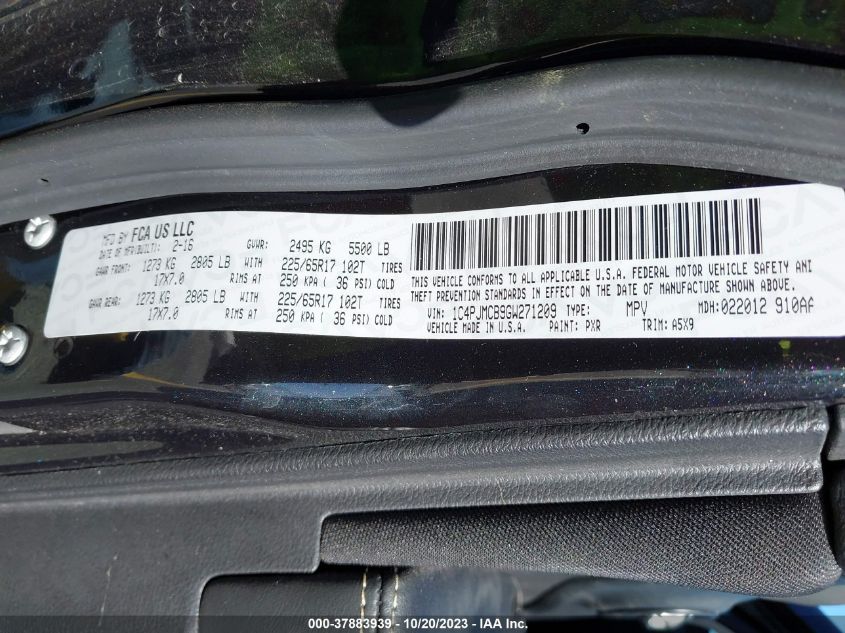 MFD BY FCA US LLC
DATE OF MFR(BUILT): 2-16 GVWR: 2495 KG 5500 LB
GAWR FRONT: 1273 KG 2805 LB WITH 225/65R17 102T TIRES
17X7.0 RIMS AT 250 KPA ( 36 PSI) COLD
GAWR REAR: 1273 KG 2805 LB WITH 225/65R17 102T TIRES
17X7.0 RIMS AT 250 KPA ( 36 PSI) COLD
THIS VEHICLE CONFORMS TO ALL APPLICABLE U.S.A. FEDERAL MOTOR VEHICLE SAFETY AN
THEFT PREVENTION STANDARDS IN EFFECT ON THE DATE OF MANUFACTURE SHOWN ABOVE.
VIN: 1C4PJMCB9GW271209 TYPE: MPV MDH:022012 910AA
VEHICLE MADE IN U.S.A. PAINT: PXR TRIM: A5X9
000-37883939 - 10/20/2023 - IAA Inc.